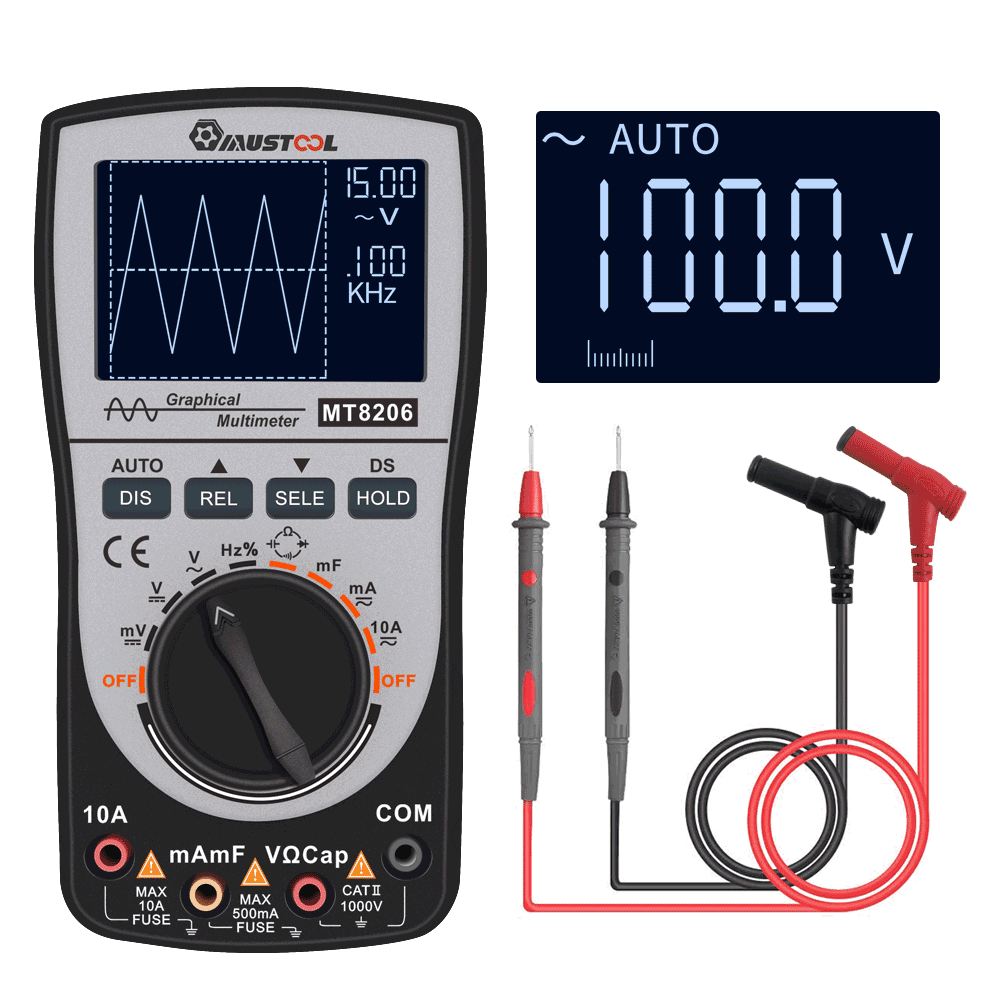 MUSTOOL
15.00
~ V
.100
KHz
Graphical
Multimeter
MT8206
AUTO ▲ ▼ DS
DIS REL SELE HOLD
CE
Hz%
Ω
V
~
mF
V
mA
mV
10A
OFF
OFF
10A
COM
mAmF
VΩCap
MAX
10A
FUSE
MAX
500mA
FUSE
CAT II
1000V
~ AUTO
100.0 V